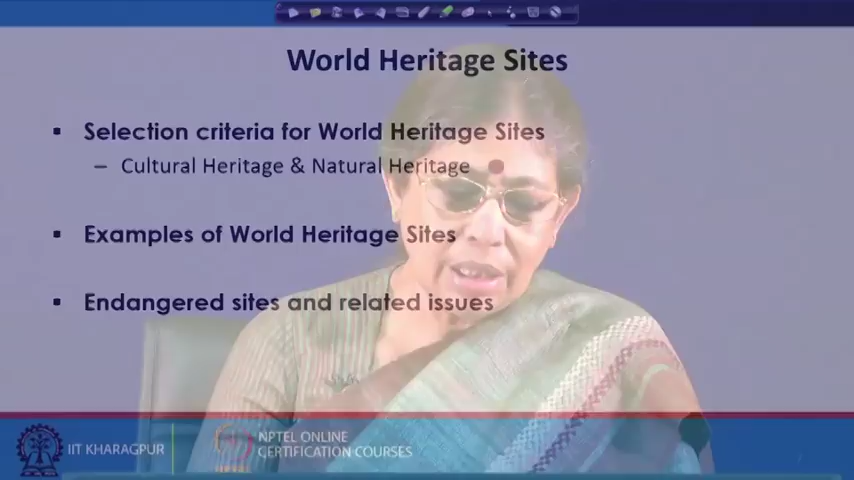 World Heritage Sites
▪ Selection criteria for World Heritage Sites
– Cultural Heritage & Natural Heritage
▪ Examples of World Heritage Sites
▪ Endangered sites and related issues
IIT KHARAGPUR
NPTEL ONLINE
CERTIFICATION COURSES